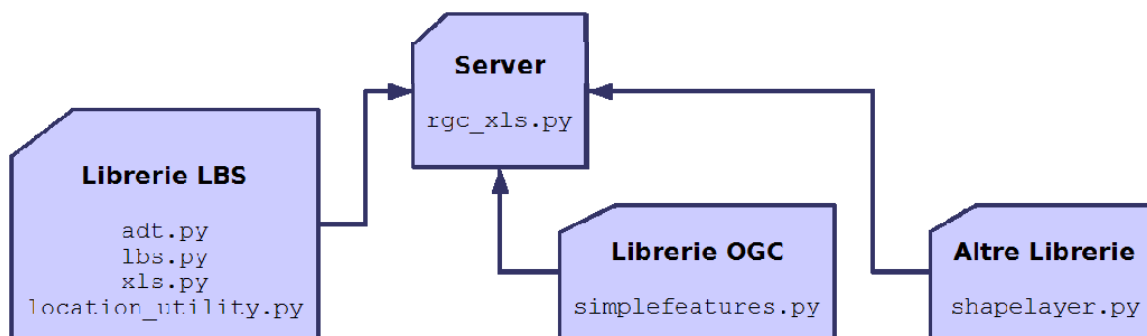 Server
rgc_xls.py
Librerie LBS
adt.py
lbs.py
xls.py
location_utility.py
Librerie OGC
simplefeatures.py
Altre Librerie
shapelayer.py